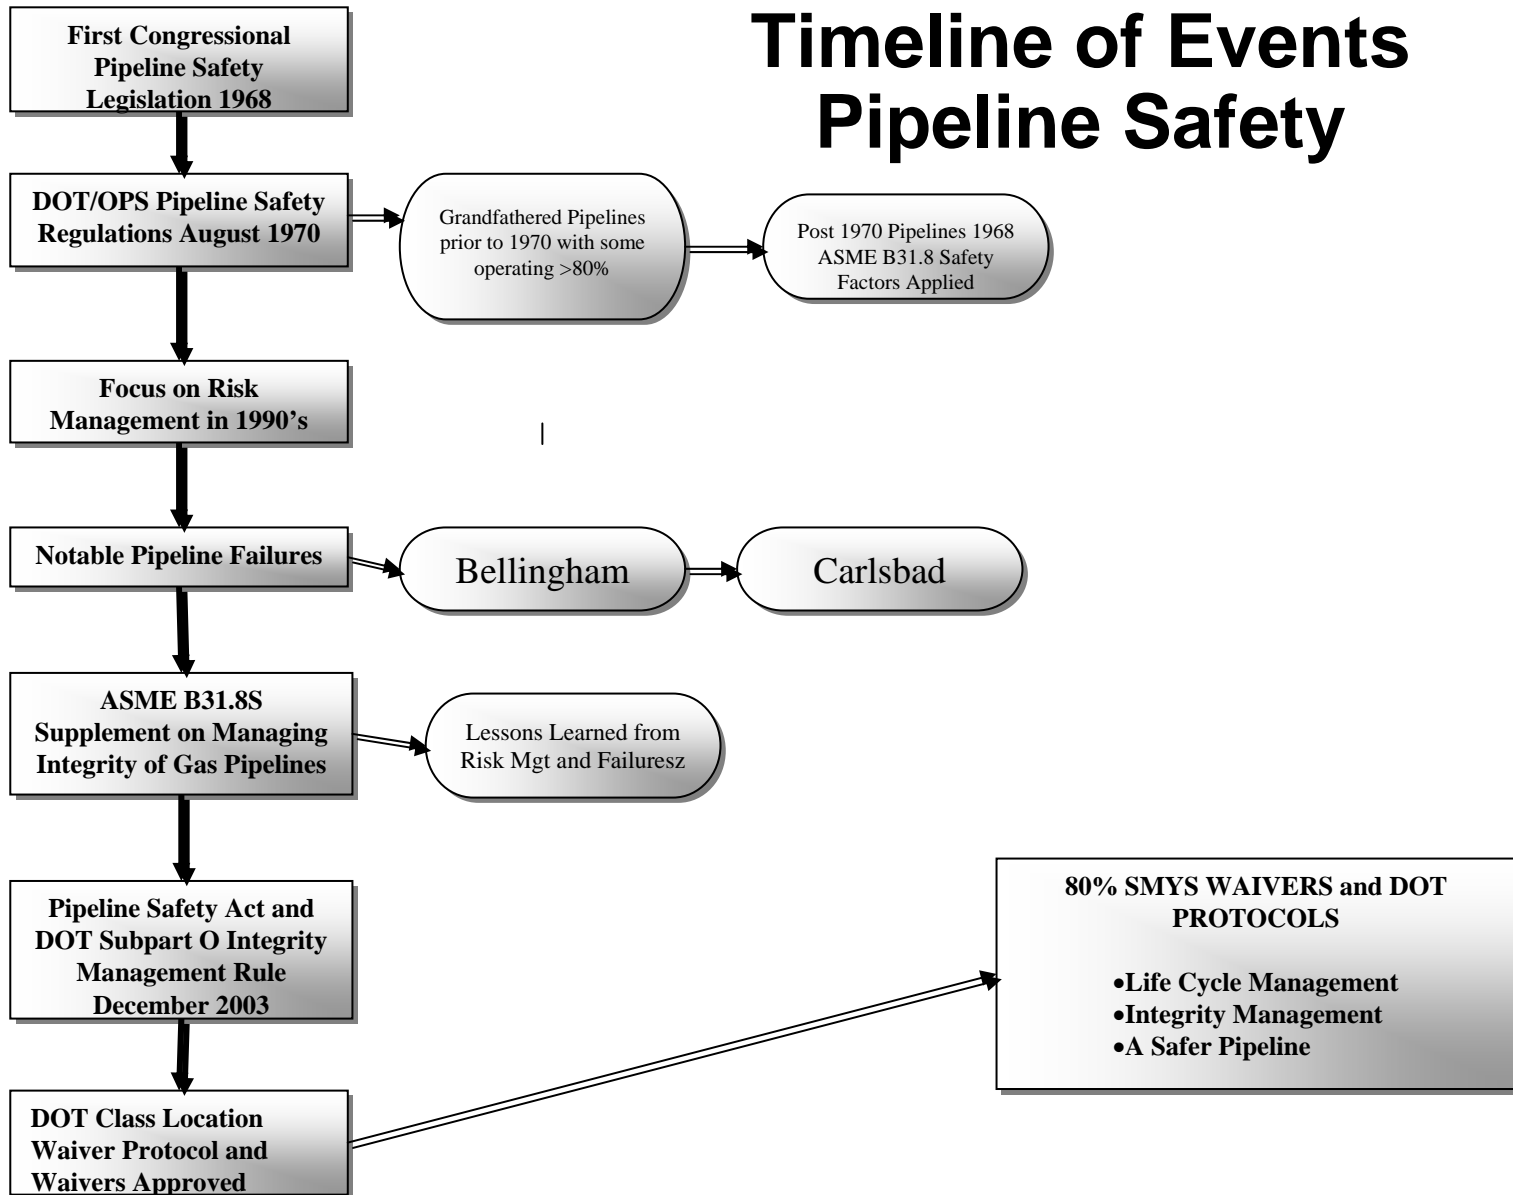 Timeline of Events
Pipeline Safety
First Congressional
Pipeline Safety
Legislation 1968
DOT/OPS Pipeline Safety
Regulations August 1970
Grandfathered Pipelines
prior to 1970 with some
operating >80%
Post 1970 Pipelines 1968
ASME B31.8 Safety
Factors Applied
Focus on Risk
Management in 1990’s
Notable Pipeline Failures
Bellingham
Carlsbad
ASME B31.8S
Supplement on Managing
Integrity of Gas Pipelines
Lessons Learned from
Risk Mgt and Failuresz
Pipeline Safety Act and
DOT Subpart O Integrity
Management Rule
December 2003
80% SMYS WAIVERS and DOT
PROTOCOLS
•Life Cycle Management
•Integrity Management
•A Safer Pipeline
DOT Class Location
Waiver Protocol and
Waivers Approved